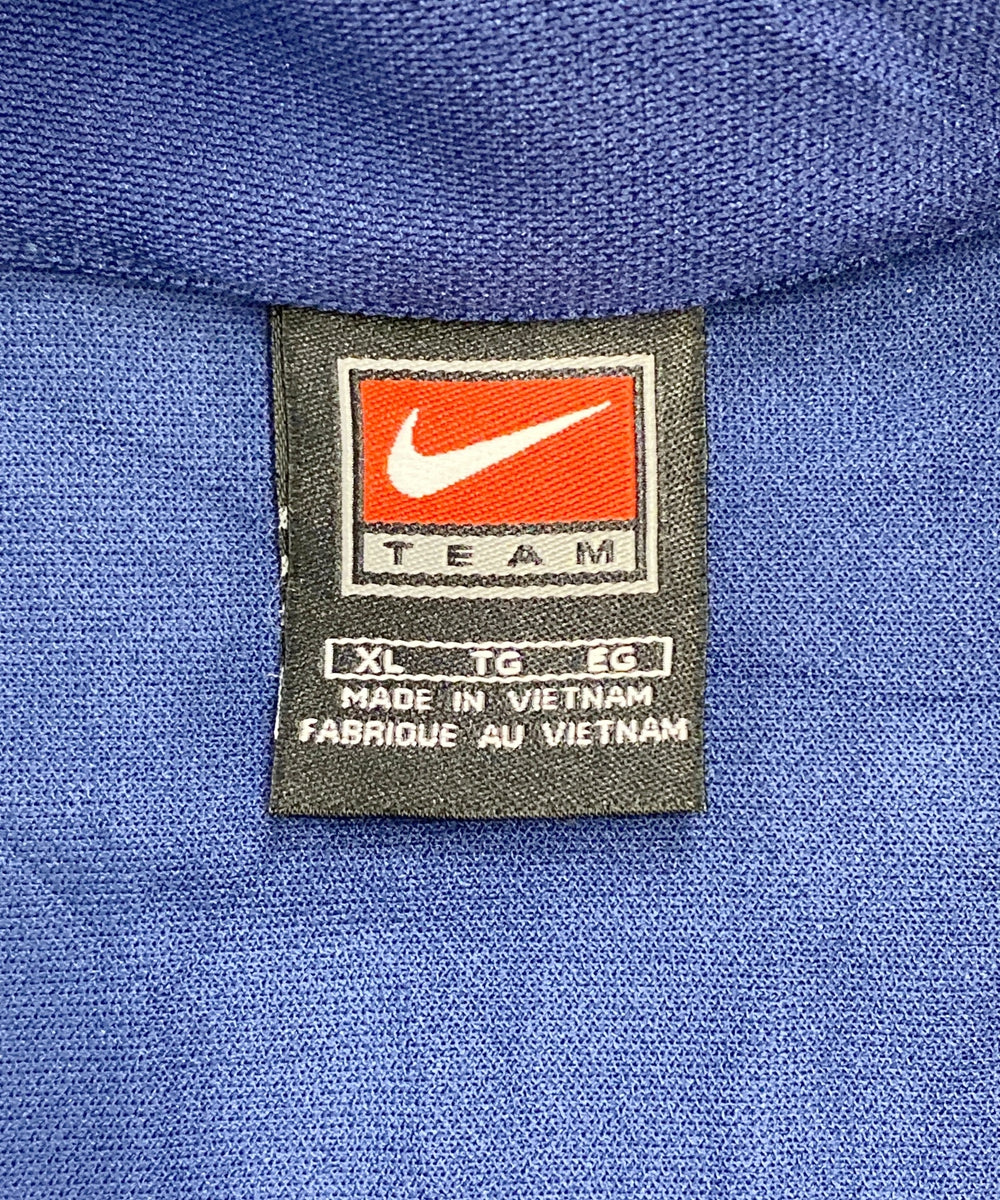 TEAM
XL TG EG
MADE IN VIETNAM
FABRIQUE AU VIETNAM